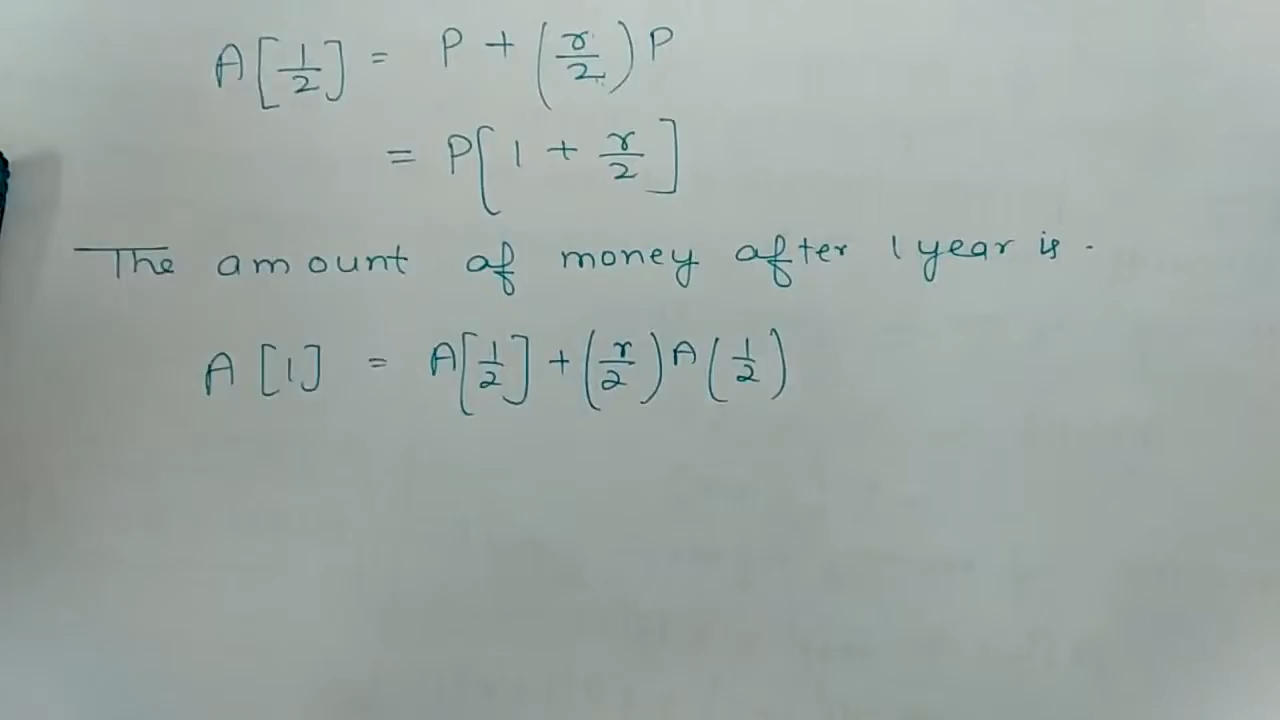 A[1/2] = P + (r/2) P
= P[1 + r/2]
The amount of money after 1 year is.
A [1] = A[1/2] + (r/2) A (1/2)